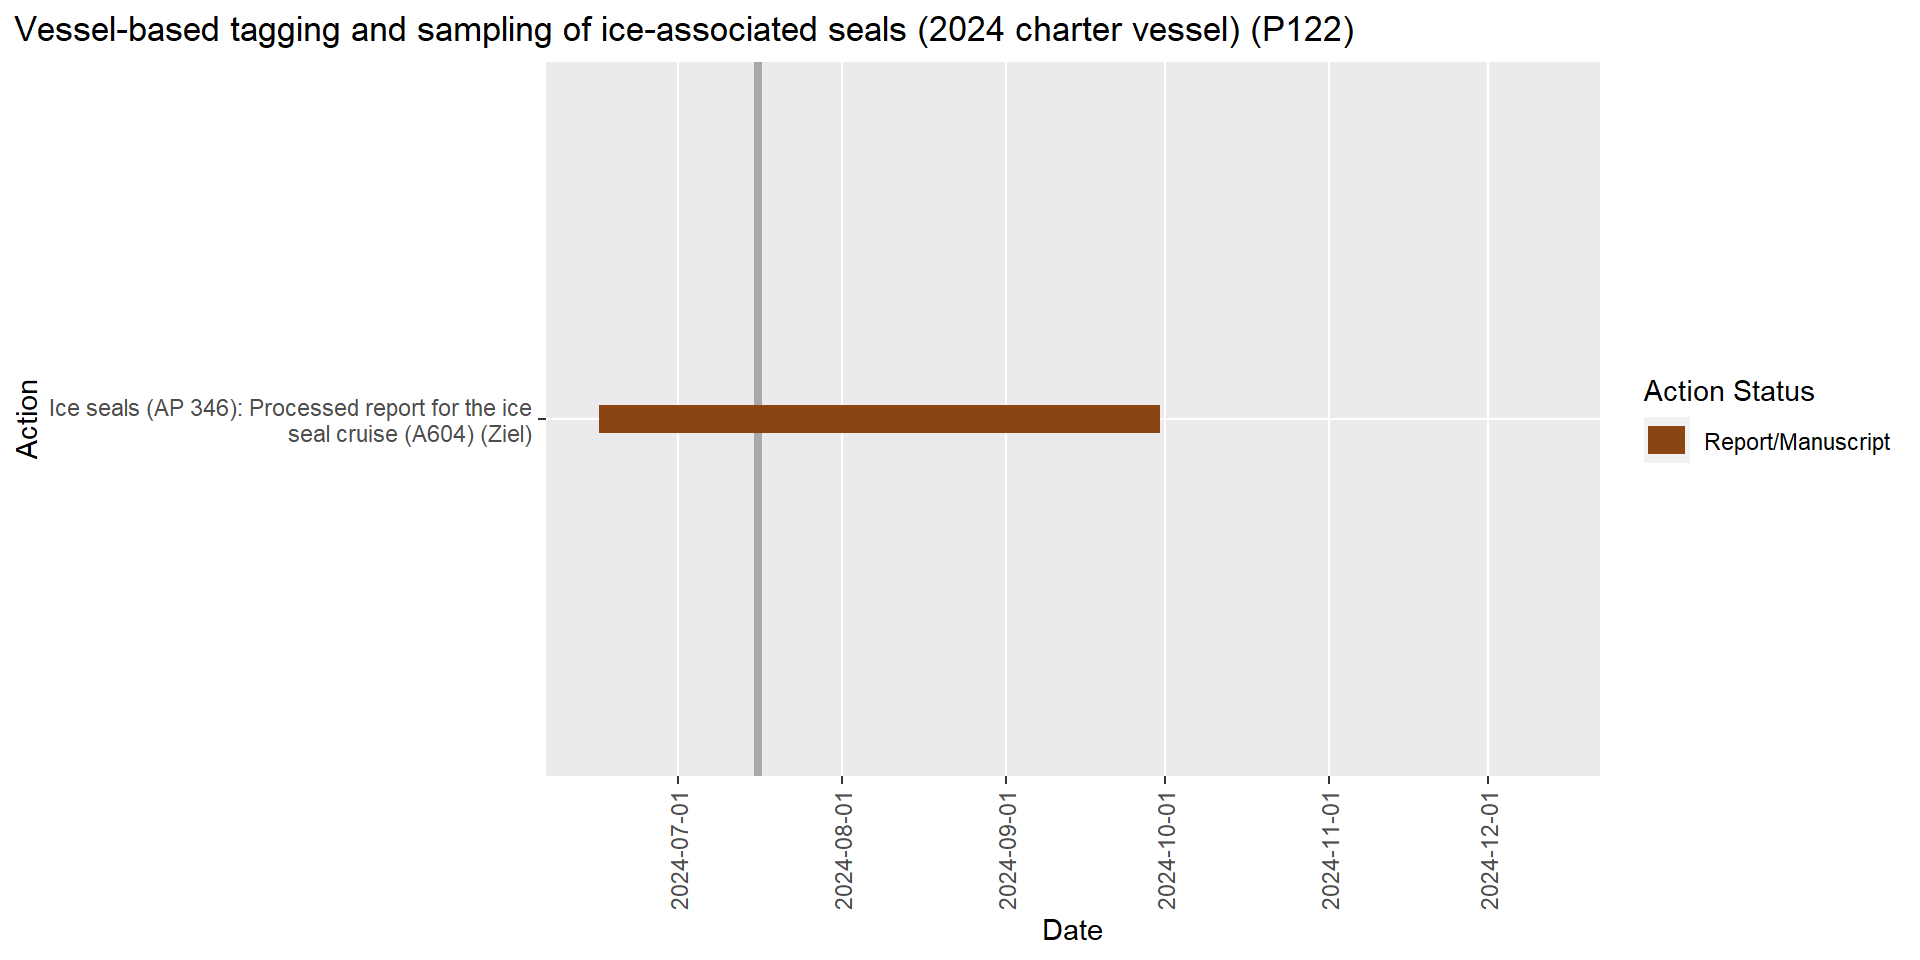 Vessel-based tagging and sampling of ice-associated seals (2024 charter vessel) (P122)
Action
Ice seals (AP 346): Processed report for the ice
seal cruise (A604) (Ziel)
Action Status
Report/Manuscript
2024-07-01
2024-08-01
2024-09-01
2024-10-01
2024-11-01
2024-12-01
Date